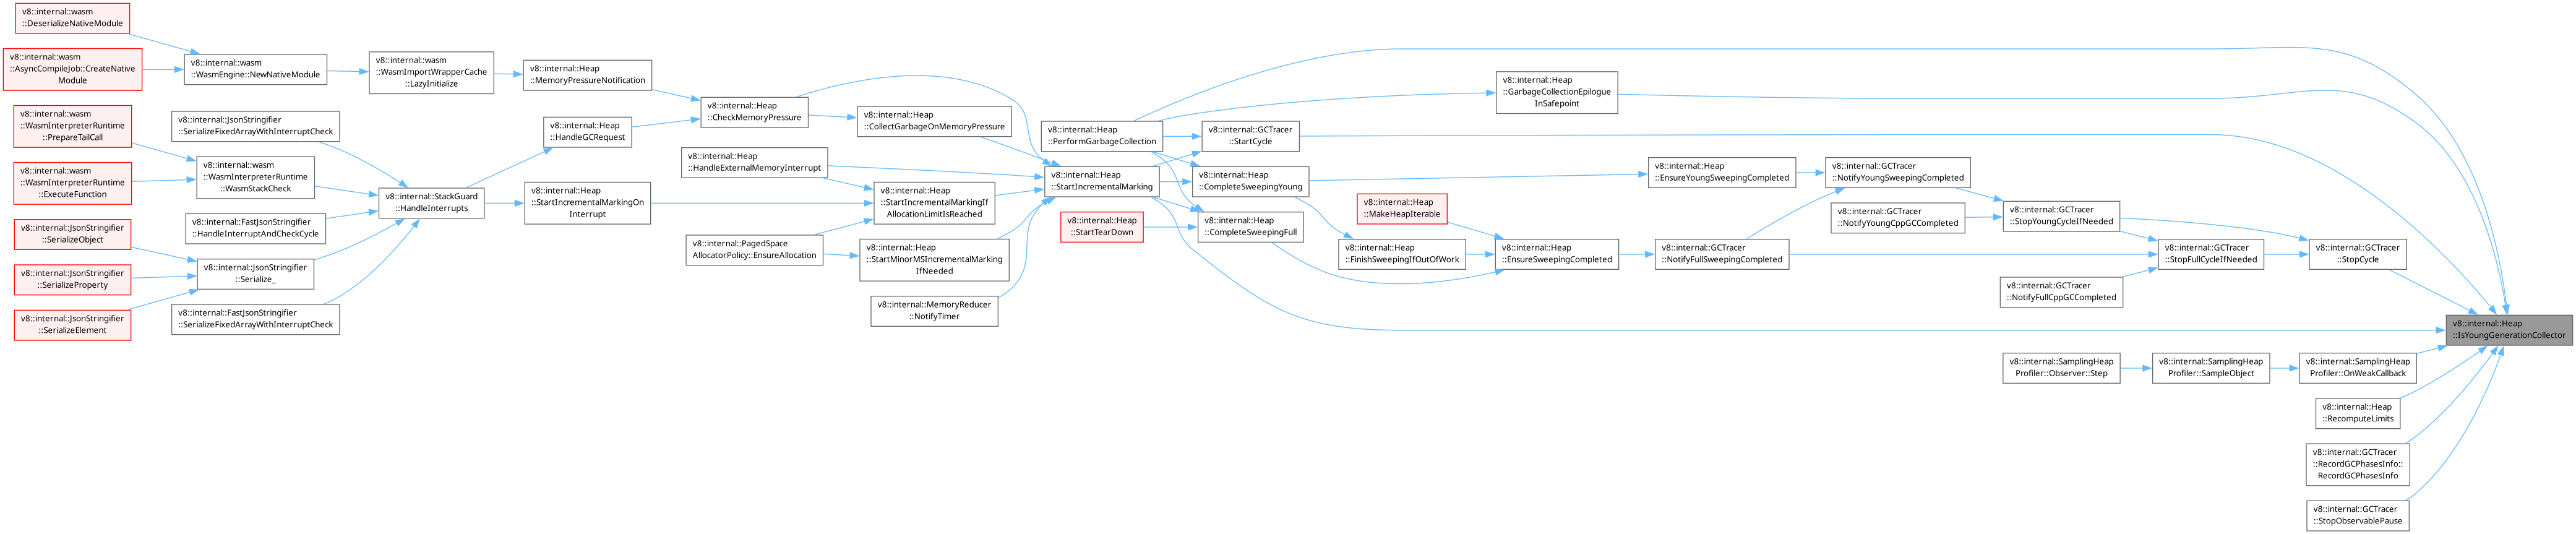 v8::internal::wasm
::DeserializeNativeModule
v8::internal::wasm
::AsyncCompileJob::CreateNative
Module
v8::internal::wasm
::WasmEngine::NewNativeModule
v8::internal::wasm
::WasmImportWrapperCache
::LazyInitialize
v8::internal::Heap
::MemoryPressureNotification
v8::internal::wasm
::WasmInterpreterRuntime
::PrepareTailCall
v8::internal::wasm
::WasmInterpreterRuntime
::ExecuteFunction
v8::internal::JsonStringifier
::SerializeObject
v8::internal::JsonStringifier
::SerializeProperty
v8::internal::JsonStringifier
::SerializeElement
v8::internal::JsonStringifier
::SerializeFixedArrayWithInterruptCheck
v8::internal::wasm
::WasmInterpreterRuntime
::WasmStackCheck
v8::internal::FastJsonStringifier
::HandleInterruptAndCheckCycle
v8::internal::JsonStringifier
::Serialize_
v8::internal::FastJsonStringifier
::SerializeFixedArrayWithInterruptCheck
v8::internal::StackGuard
::HandleInterrupts
v8::internal::Heap
::HandleGCRequest
v8::internal::Heap
::StartIncrementalMarkingOn
Interrupt
v8::internal::Heap
::CheckMemoryPressure
v8::internal::Heap
::HandleExternalMemoryInterrupt
v8::internal::PagedSpace
AllocatorPolicy::EnsureAllocation
v8::internal::Heap
::CollectGarbageOnMemoryPressure
v8::internal::Heap
::StartIncrementalMarkingIf
AllocationLimitIsReached
v8::internal::Heap
::StartMinorMSIncrementalMarking
IfNeeded
v8::internal::MemoryReducer
::NotifyTimer
v8::internal::Heap
::PerformGarbageCollection
v8::internal::Heap
::StartIncrementalMarking
v8::internal::Heap
::StartTearDown
v8::internal::GCTracer
::StartCycle
v8::internal::Heap
::CompleteSweepingYoung
v8::internal::Heap
::CompleteSweepingFull
v8::internal::Heap
::MakeHeapIterable
v8::internal::Heap
::FinishSweepingIfOutOfWork
v8::internal::Heap
::GarbageCollectionEpilogue
InSafepoint
v8::internal::Heap
::EnsureSweepingCompleted
v8::internal::Heap
::EnsureYoungSweepingCompleted
v8::internal::GCTracer
::NotifyFullSweepingCompleted
v8::internal::GCTracer
::NotifyYoungSweepingCompleted
v8::internal::GCTracer
::NotifyYoungCppGCCompleted
v8::internal::GCTracer
::StopYoungCycleIfNeeded
v8::internal::GCTracer
::NotifyFullCppGCCompleted
v8::internal::GCTracer
::StopFullCycleIfNeeded
v8::internal::GCTracer
::StopCycle
v8::internal::Heap
::IsYoungGenerationCollector
v8::internal::SamplingHeap
Profiler::Observer::Step
v8::internal::SamplingHeap
Profiler::SampleObject
v8::internal::SamplingHeap
Profiler::OnWeakCallback
v8::internal::Heap
::RecomputeLimits
v8::internal::GCTracer
::RecordGCPhasesInfo::
RecordGCPhasesInfo
v8::internal::GCTracer
::StopObservablePause